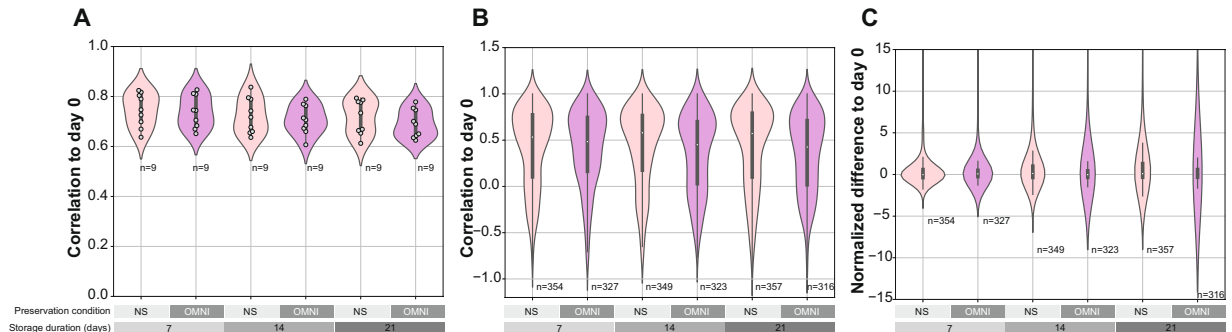 A
Correlation to day 0
1.0
0.8
0.6
0.4
0.2
0.0
n=9 n=9 n=9 n=9 n=9 n=9
B
Correlation to day 0
1.5
1.0
0.5
0.0
−0.5
−1.0
n=354 n=327 n=349 n=323 n=357 n=316
C
Normalized difference to day 0
15
10
5
0
−5
−10
−15
n=354 n=327
n=349 n=323 n=357
n=316
Preservation condition NS OMNI NS OMNI NS OMNI NS OMNI NS OMNI NS OMNI NS OMNI NS OMNI NS OMNI
Storage duration (days) 7 14 21 7 14 21 7 14 21